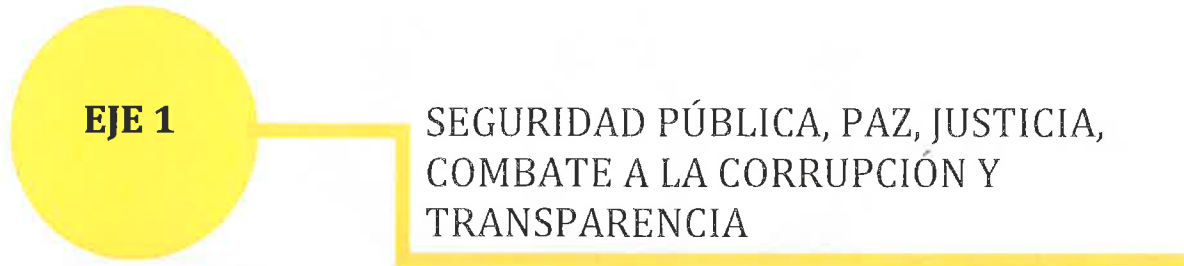 EJE 1
SEGURIDAD PÚBLICA, PAZ, JUSTICIA,
COMBATE A LA CORRUPCIÓN Y
TRANSPARENCIA